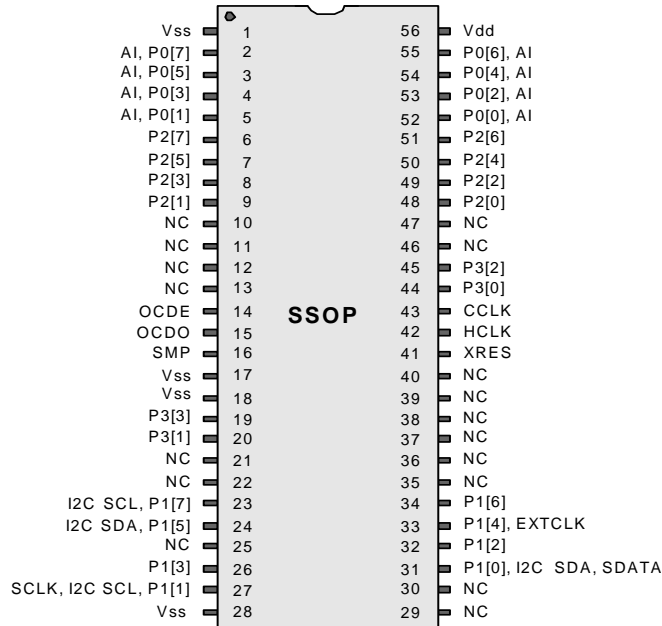 Vss 1 56 Vdd
AI, P0[7] 2 55 P0[6], AI
AI, P0[5] 3 54 P0[4], AI
AI, P0[3] 4 53 P0[2], AI
AI, P0[1] 5 52 P0[0], AI
P2[7] 6 51 P2[6]
P2[5] 7 50 P2[4]
P2[3] 8 49 P2[2]
P2[1] 9 48 P2[0]
NC 10 47 NC
NC 11 46 NC
NC 12 45 P3[2]
NC 13 44 P3[0]
OCDE 14 SSOP 43 CCLK
OCDO 15 42 HCLK
SMP 16 41 XRES
Vss 17 40 NC
Vss 18 39 NC
P3[3] 19 38 NC
P3[1] 20 37 NC
NC 21 36 NC
NC 22 35 NC
I2C SCL, P1[7] 23 34 P1[6]
I2C SDA, P1[5] 24 33 P1[4], EXTCLK
NC 25 32 P1[2]
P1[3] 26 31 P1[0], I2C SDA, SDATA
SCLK, I2C SCL, P1[1] 27 30 NC
Vss 28 29 NC